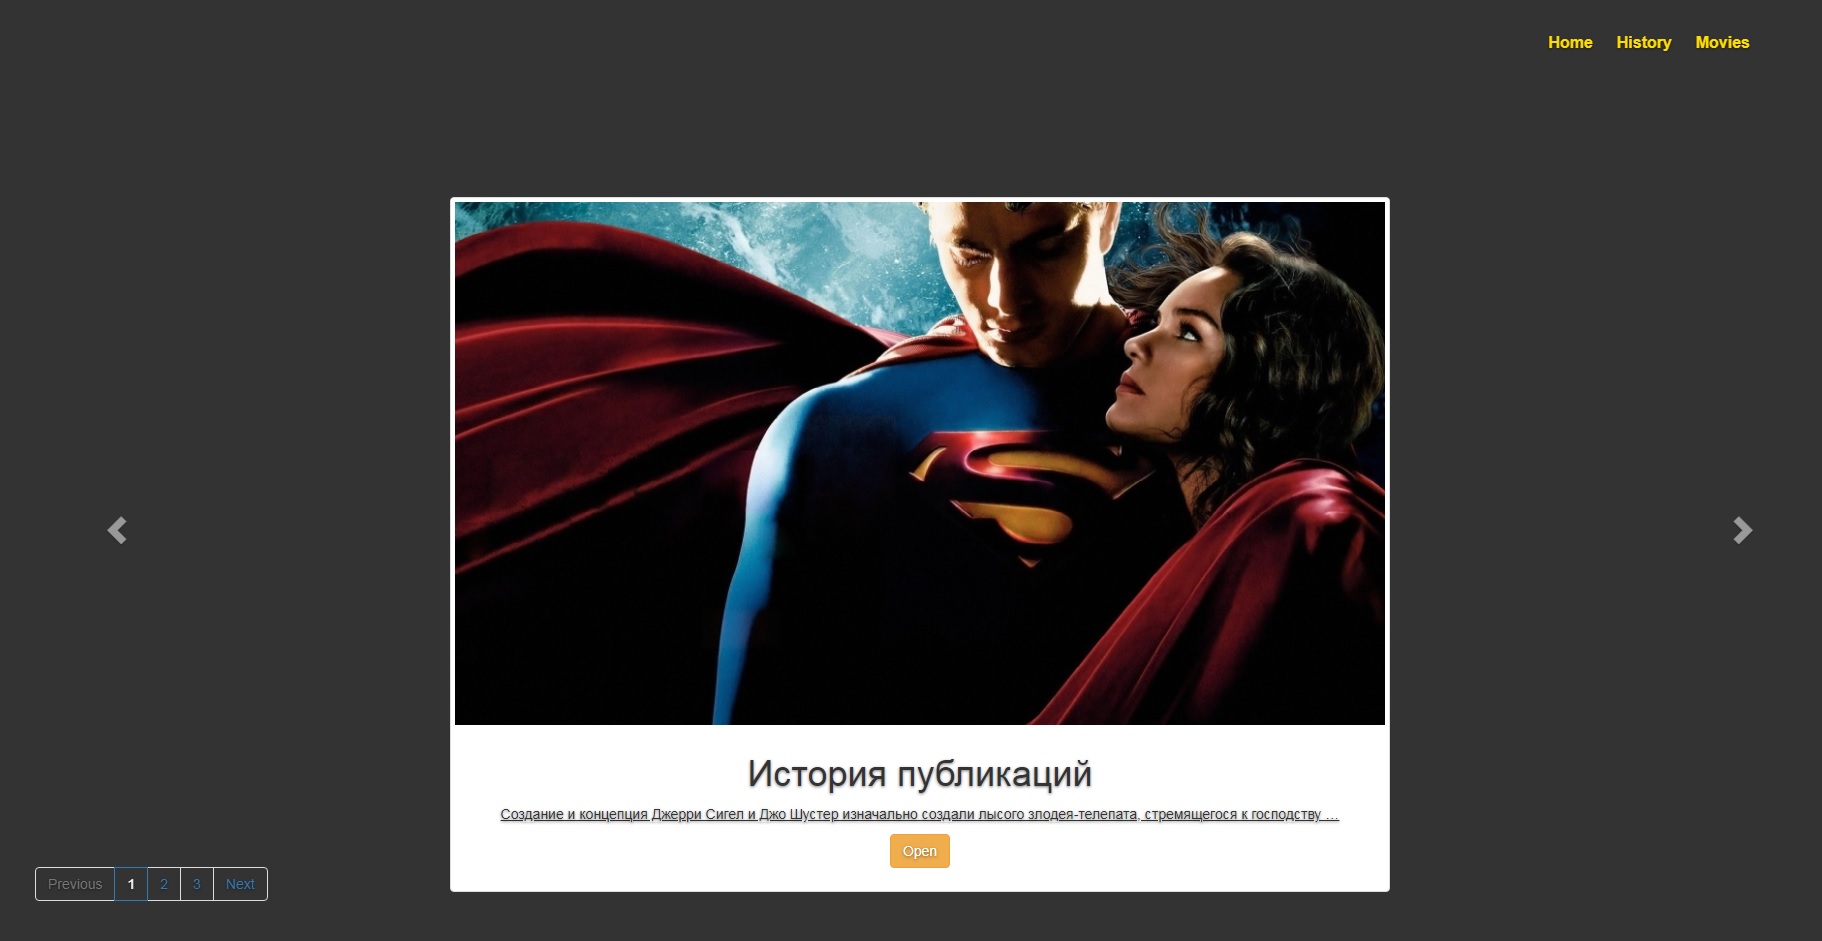 Home History Movies
История публикаций
Создание и концепция Джерри Сигел и Джо Шустер изначально создали лысого злодея-телепата, стремящегося к господству ...
Open
Previous 1 2 3 Next